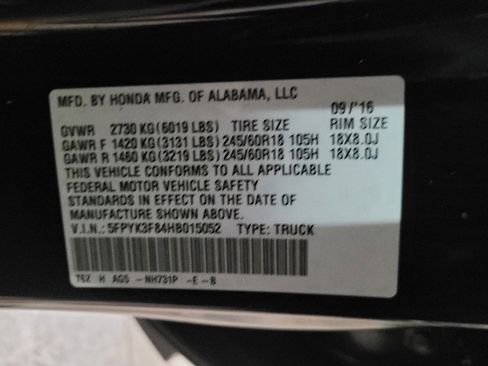 MFD. BY HONDA MFG. OF ALABAMA, LLC
09/'16
GVWR 2730 KG(6019 LBS) TIRE SIZE RIM SIZE
GAWR F 1420 KG(3131 LBS) 245/60R18 105H 18X8.0J
GAWR R 1460 KG(3219 LBS) 245/60R18 105H 18X8.0J
THIS VEHICLE CONFORMS TO ALL APPLICABLE
FEDERAL MOTOR VEHICLE SAFETY
STANDARDS IN EFFECT ON THE DATE OF
MANUFACTURE SHOWN ABOVE.
V.I.N.: 5FPYK3F84HB015052 TYPE: TRUCK
T6Z H AGS -NH731P -E -B